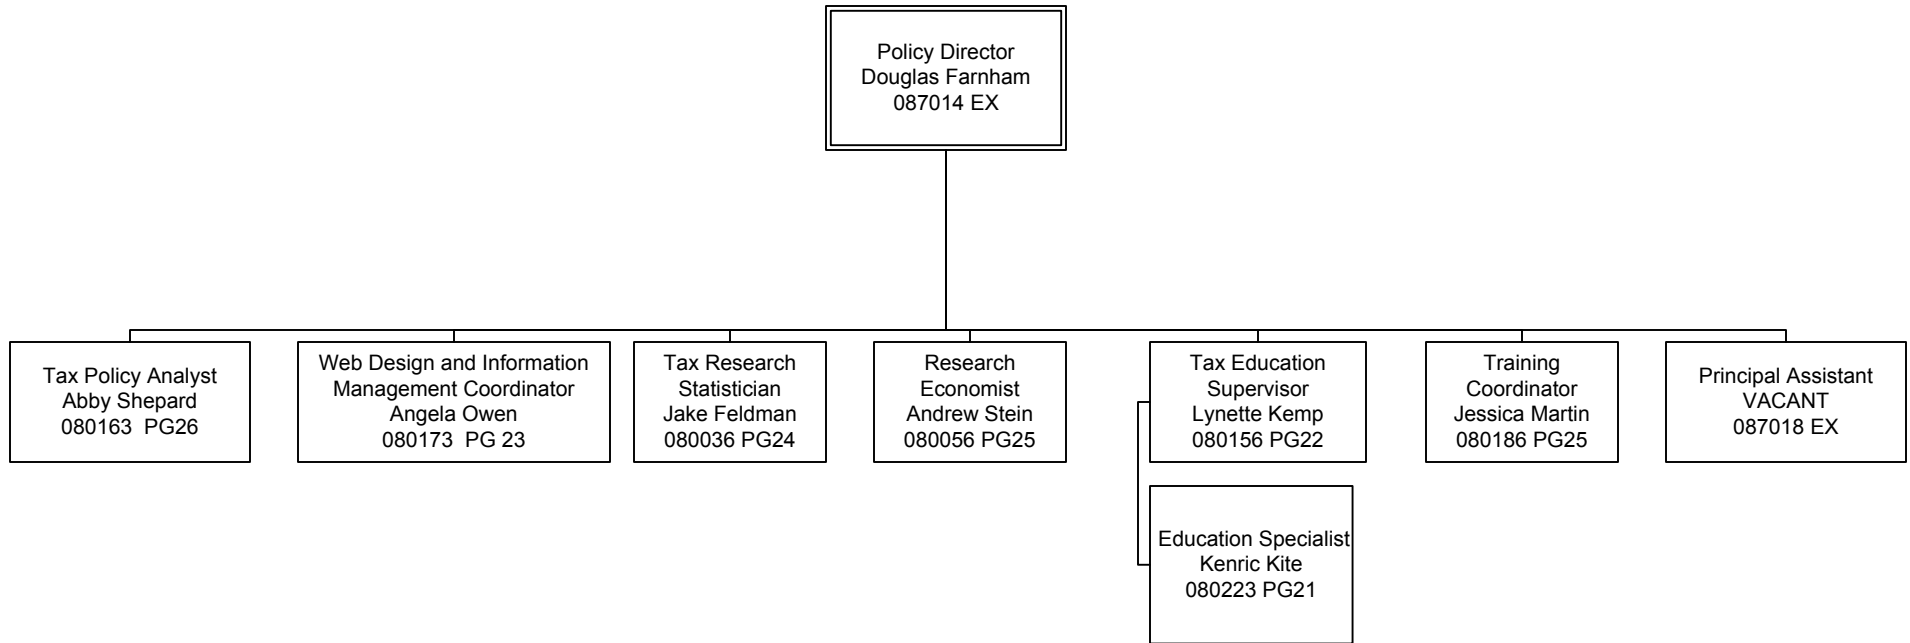 Policy Director
Douglas Farnham
087014 EX
Tax Policy Analyst
Abby Shepard
080163  PG26
Web Design and Information
Management Coordinator
Angela Owen
080173  PG 23
Tax Research
Statistician
Jake Feldman
080036 PG24
Research
Economist
Andrew Stein
080056 PG25
Tax Education
Supervisor
Lynette Kemp
080156 PG22
Training
Coordinator
Jessica Martin
080186 PG25
Principal Assistant
VACANT
087018 EX
Education Specialist
Kenric Kite
080223 PG21